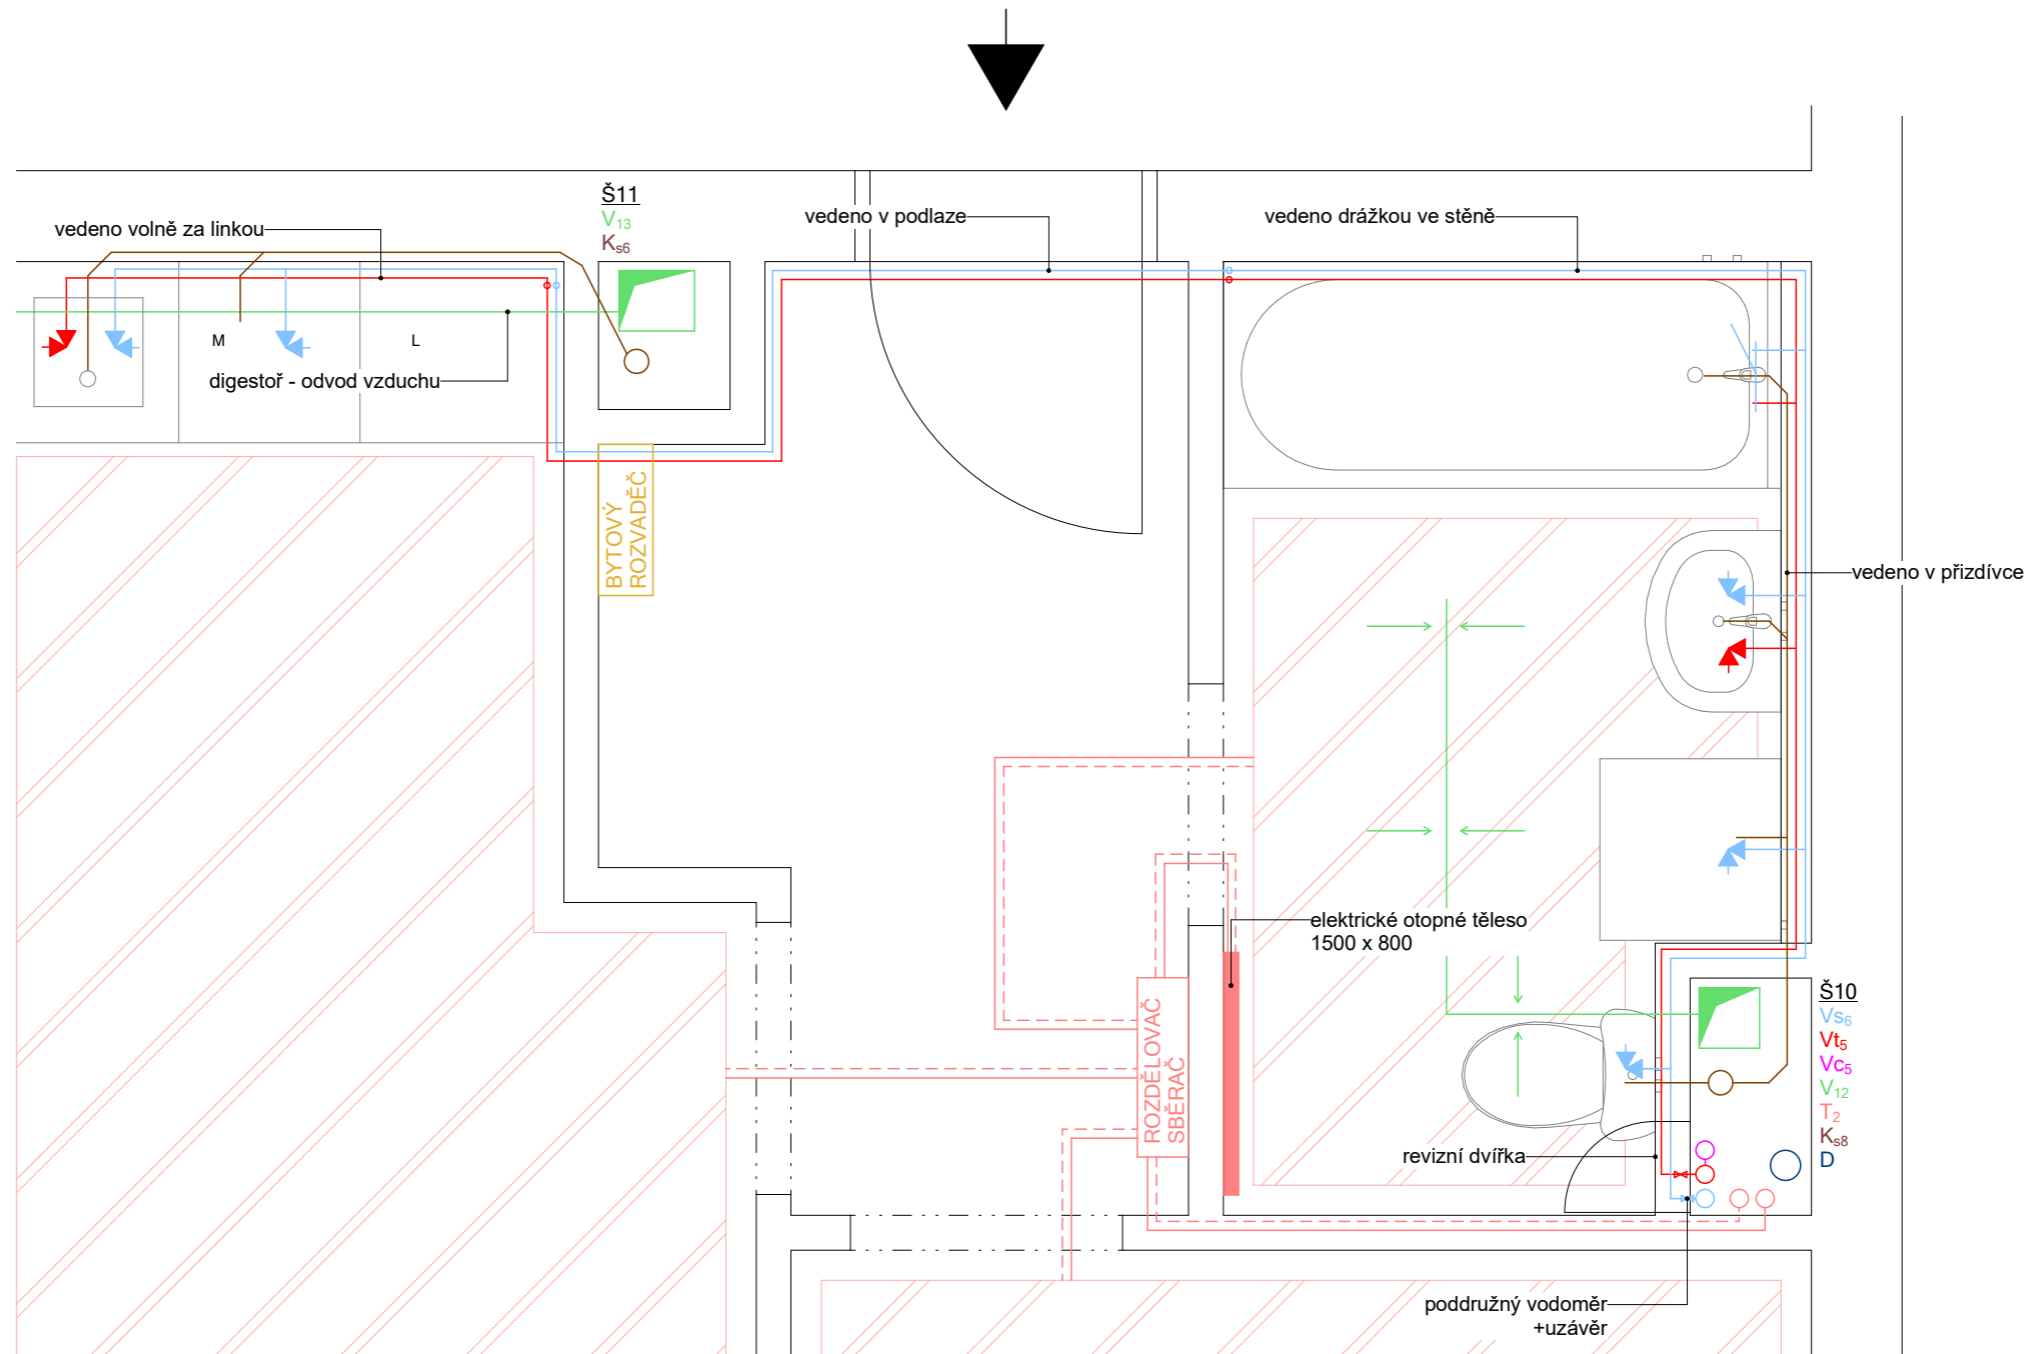 Š11
V13
Ks6
vedeno volně za linkou
vedeno v podlaze
vedeno drážkou ve stěně
M
L
digestoř - odvod vzduchu
BYTOVÝ
ROZVADĚČ
vedeno v přizdívce
elektrické otopné těleso
1500 x 800
ROZDĚLOVAČ
SBĚRAČ
Š10
Vs6
Vt5
Vc5
V12
T2
Ks8
D
revizní dvířka
poddružný vodoměr
+uzávěr